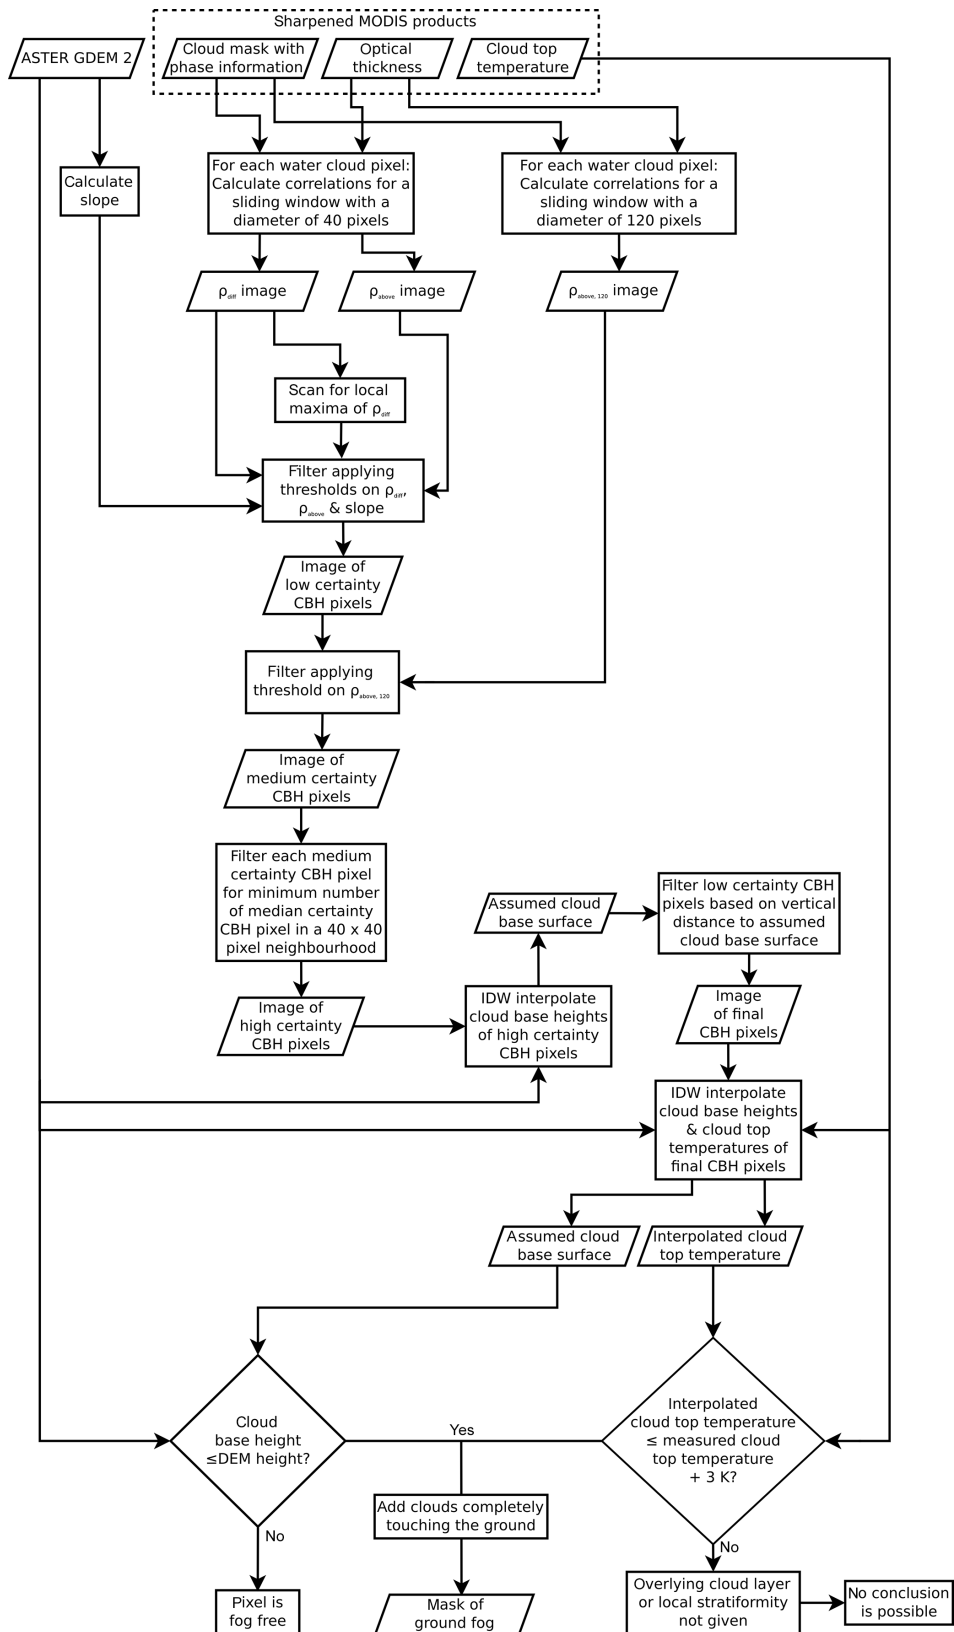 Sharpened MODIS products
ASTER GDEM 2
Cloud mask with
phase information
Optical
thickness
Cloud top
temperature
Calculate
slope
For each water cloud pixel:
Calculate correlations for a
sliding window with a
diameter of 40 pixels
For each water cloud pixel:
Calculate correlations for a
sliding window with a
diameter of 120 pixels
ρdiff image
ρabove image
ρabove, 120 image
Scan for local
maxima of ρdiff
Filter applying
thresholds on ρdiff,
ρabove & slope
Image of
low certainty
CBH pixels
Filter applying
threshold on ρabove, 120
Image of
medium certainty
CBH pixels
Filter each medium
certainty CBH pixel
for minimum number
of median certainty
CBH pixel in a 40 x 40
pixel neighbourhood
Assumed cloud
base surface
Filter low certainty CBH
pixels based on vertical
distance to assumed
cloud base surface
Image of
high certainty
CBH pixels
IDW interpolate
cloud base heights
of high certainty
CBH pixels
Image
of final
CBH pixels
IDW interpolate
cloud base heights
& cloud top
temperatures of
final CBH pixels
Assumed cloud
base surface
Interpolated cloud
top temperature
Cloud
base height
≤DEM height?
Yes
Interpolated
cloud top temperature
≤ measured cloud
top temperature
+ 3 K?
Add clouds completely
touching the ground
No
No
Pixel is
fog free
Mask of
ground fog
Overlying cloud layer
or local stratiformity
not given
No conclusion
is possible